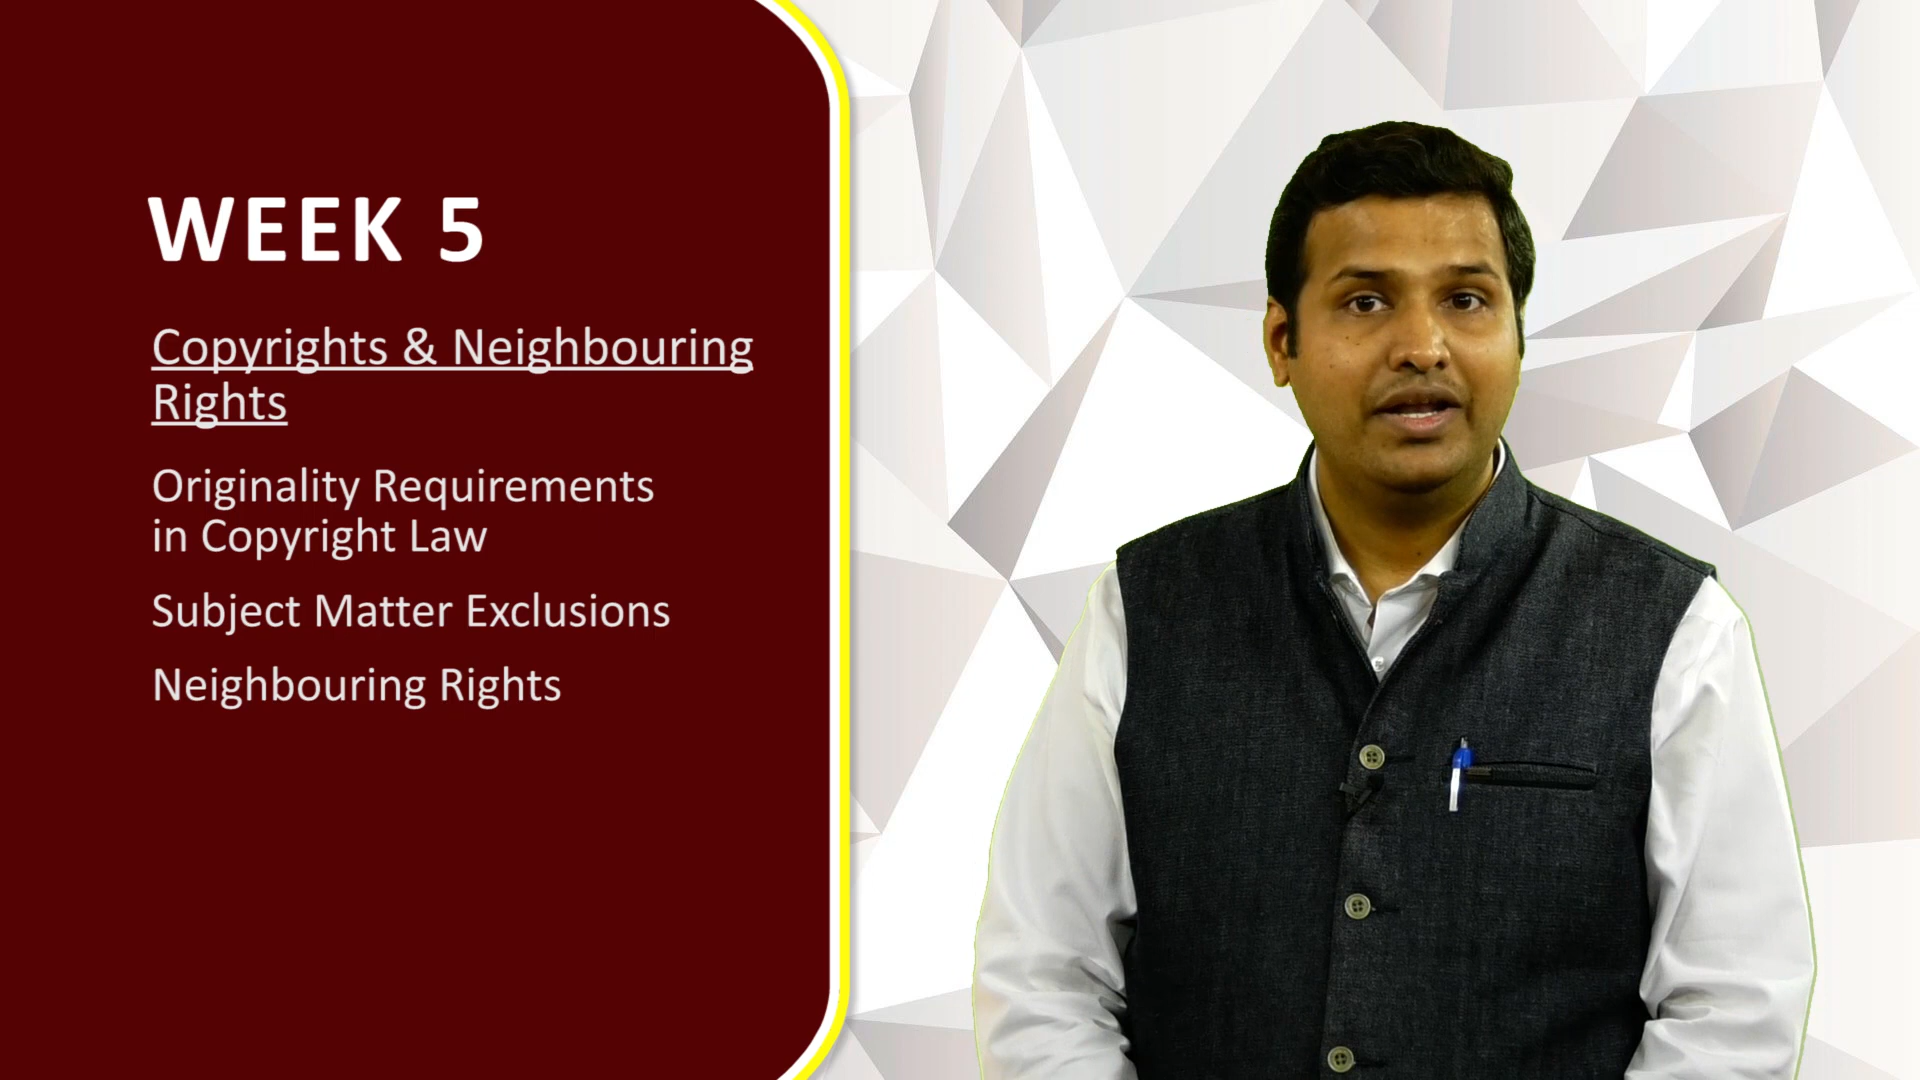 WEEK 5
Copyrights & Neighbouring
Rights
Originality Requirements
in Copyright Law
Subject Matter Exclusions
Neighbouring Rights